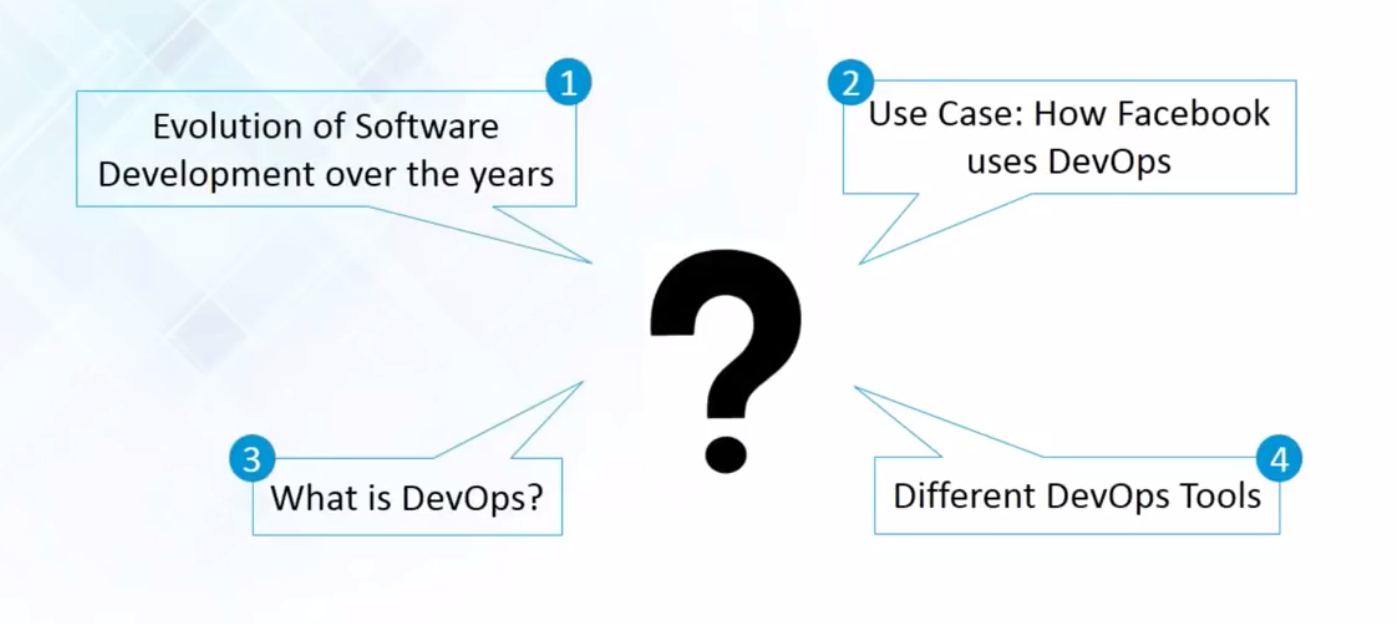 1
Evolution of Software
Development over the years
2
Use Case: How Facebook
uses DevOps
?
3
What is DevOps?
4
Different DevOps Tools